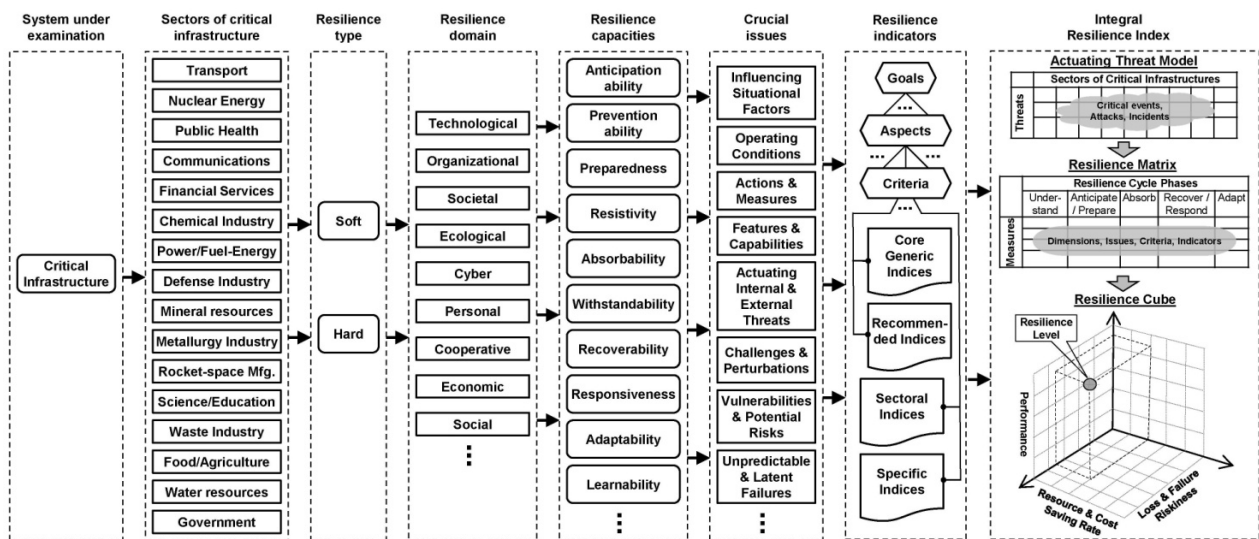 System under
examination
Sectors of critical
infrastructure
Resilience
type
Resilience
domain
Resilience
capacities
Crucial
issues
Resilience
indicators
Integral
Resilience Index
Critical
Infrastructure
Transport
Nuclear Energy
Public Health
Communications
Financial Services
Chemical Industry
Power/Fuel-Energy
Defense Industry
Mineral resources
Metallurgy Industry
Rocket-space Mfg.
Science/Education
Waste Industry
Food/Agriculture
Water resources
Government
Soft
Hard
Technological
Organizational
Societal
Ecological
Cyber
Personal
Cooperative
Economic
Social
Anticipation
ability
Prevention
ability
Preparedness
Resistivity
Absorbability
Withstandability
Recoverability
Responsiveness
Adaptability
Learnability
Influencing
Situational
Factors
Operating
Conditions
Actions &
Measures
Features &
Capabilities
Actuating
Internal &
External
Threats
Challenges &
Perturbations
Vulnerabilities
& Potential
Risks
Unpredictable
& Latent
Failures
Goals
...
Aspects
... ...
Criteria
...
Core
Generic
Indices
Recommen-
ded Indices
Sectoral
Indices
Specific
Indices
Actuating Threat Model
Sectors of Critical Infrastructures
Threats
Critical events,
Attacks, Incidents
Resilience Matrix
Resilience Cycle Phases
Under-
stand
Anticipate
/ Prepare
Absorb
Recover /
Respond
Adapt
Measures
Dimensions, Issues, Criteria, Indicators
Resilience Cube
Resilience
Level
Performance
Resource & Cost
Saving Rate
Loss & Failure
Riskiness